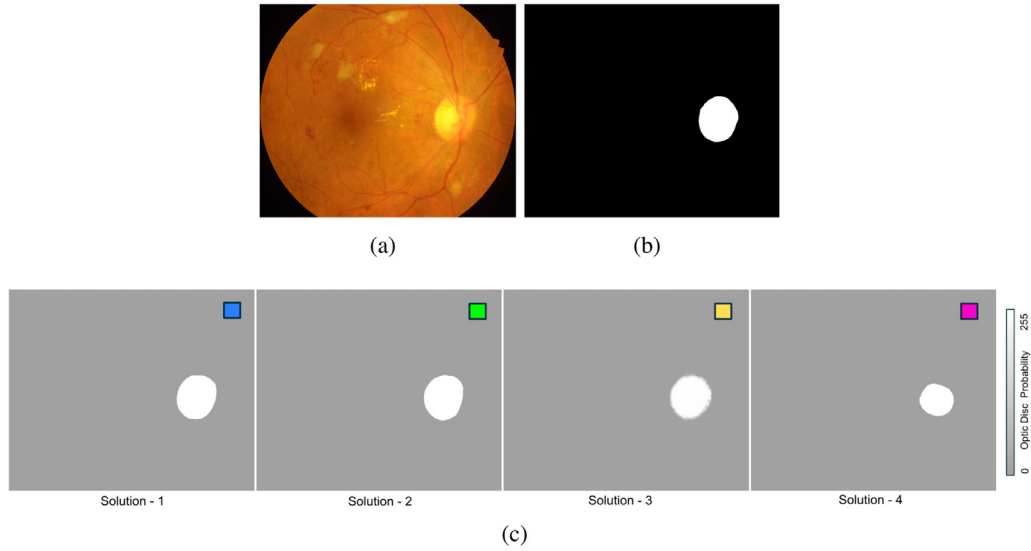 (a)
(b)
Solution - 1
Solution - 2
Solution - 3
Solution - 4
0 Optic Disc Probability 255
(c)